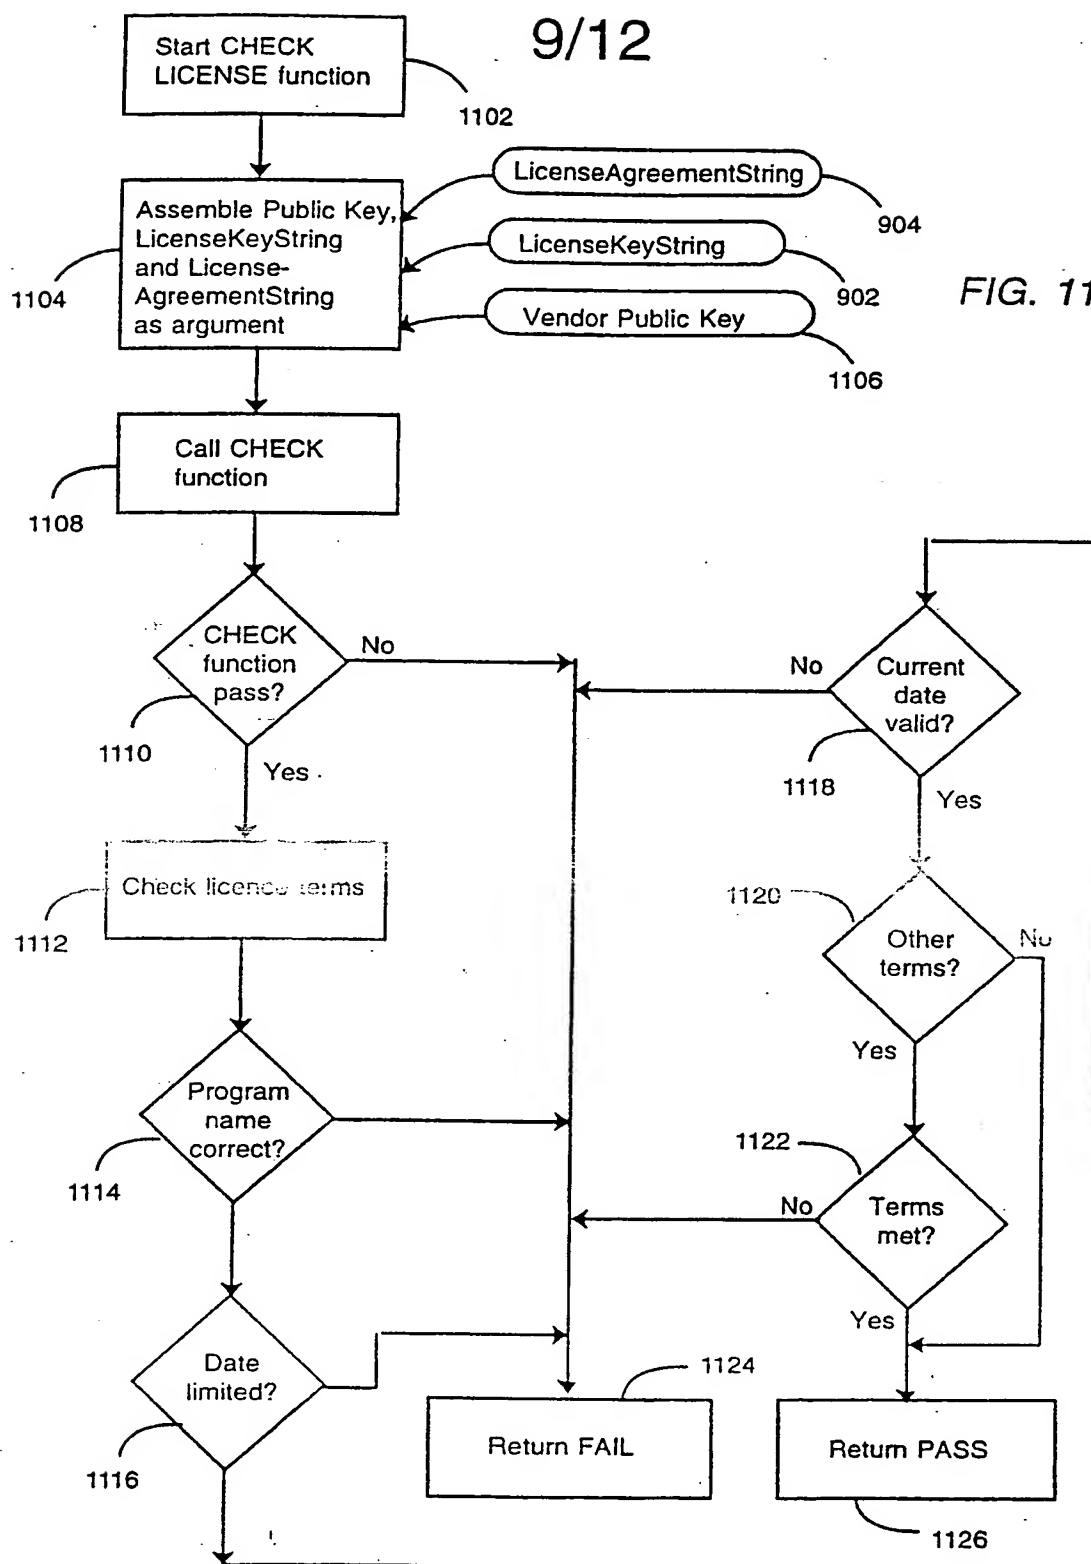 9/12
Start CHECK
LICENSE function
1102
Assemble Public Key,
LicenseKeyString
and License-
AgreementString
as argument
1104
LicenseAgreementString
904
LicenseKeyString
902
Vendor Public Key
1106
FIG. 11
Call CHECK
function
1108
CHECK
function
pass?
No
1110
Yes
Check licence terms
1112
Program
name
correct?
1114
Date
limited?
1116
Current
date
valid?
No
1118
Yes
1120
Other
terms?
No
Yes
1122
Terms
met?
No
Yes
1124
Return FAIL
Return PASS
1126